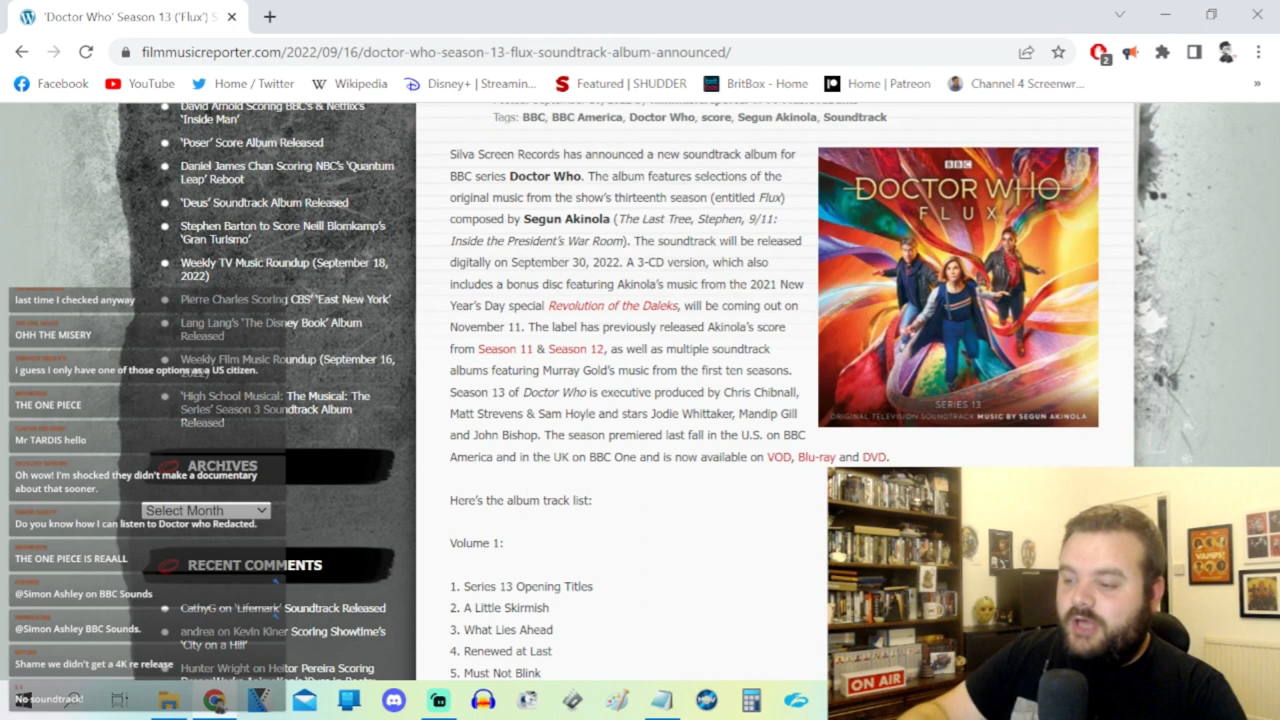 'Doctor Who' Season 13 ('Flux') S
filmmusicreporter.com/2022/09/16/doctor-who-season-13-flux-soundtrack-album-announced/
2
Facebook
YouTube
Home / Twitter
Wikipedia
Disney+ | Streamin...
Featured | SHUDDER
BritBox - Home
Home | Patreon
Channel 4 Screenwr...
»
David Arnold Scoring BBC's & Netflix's
'Inside Man'
'Poser' Score Album Released
Daniel James Chan Scoring NBC's 'Quantum
Leap' Reboot
'Deus' Soundtrack Album Released
Stephen Barton to Score Neill Blomkamp's
'Gran Turismo'
Weekly TV Music Roundup (September 18,
2022)
Pierre Charles Scoring CBS' 'East New York'
Lang Lang's 'The Disney Book' Album
Released
Weekly Film Music Roundup (September 16,
2022)
'High School Musical: The Musical: The
Series' Season 3 Soundtrack Album
Released
ARCHIVES
Select Month
RECENT COMMENTS
CathyG on 'Lifemark' Soundtrack Released
andrea on Kevin Kiner Scoring Showtime's
'City on a Hill'
Hunter Wright on Heitor Pereira Scoring
last time I checked anyway
OHH THE MISERY
i guess I only have one of those options as a US citizen.
THE ONE PIECE
Mr TARDIS hello
Oh wow! I'm shocked they didn't make a documentary
about that sooner.
Do you know how I can listen to Doctor who Redacted.
THE ONE PIECE IS REAALL
@Simon Ashley on BBC Sounds
@Simon Ashley BBC Sounds.
Shame we didn't get a 4K re release
No soundtrack!
Tags: BBC, BBC America, Doctor Who, score, Segun Akinola, Soundtrack
Silva Screen Records has announced a new soundtrack album for
BBC series Doctor Who. The album features selections of the
original music from the show's thirteenth season (entitled Flux)
composed by Segun Akinola (The Last Tree, Stephen, 9/11:
Inside the President's War Room). The soundtrack will be released
digitally on September 30, 2022. A 3-CD version, which also
includes a bonus disc featuring Akinola's music from the 2021 New
Year's Day special Revolution of the Daleks, will be coming out on
November 11. The label has previously released Akinola's score
from Season 11 & Season 12, as well as multiple soundtrack
albums featuring Murray Gold's music from the first ten seasons.
Season 13 of Doctor Who is executive produced by Chris Chibnall,
Matt Strevens & Sam Hoyle and stars Jodie Whittaker, Mandip Gill
and John Bishop. The season premiered last fall in the U.S. on BBC
America and in the UK on BBC One and is now available on VOD, Blu-ray and DVD.
Here's the album track list:
Volume 1:
1. Series 13 Opening Titles
2. A Little Skirmish
3. What Lies Ahead
4. Renewed at Last
5. Must Not Blink
BBC
DOCTOR WHO
FLUX
SERIES 13
ORIGINAL TELEVISION SOUNDTRACK MUSIC BY SEGUN AKINOLA
VAMPS!
ON AIR